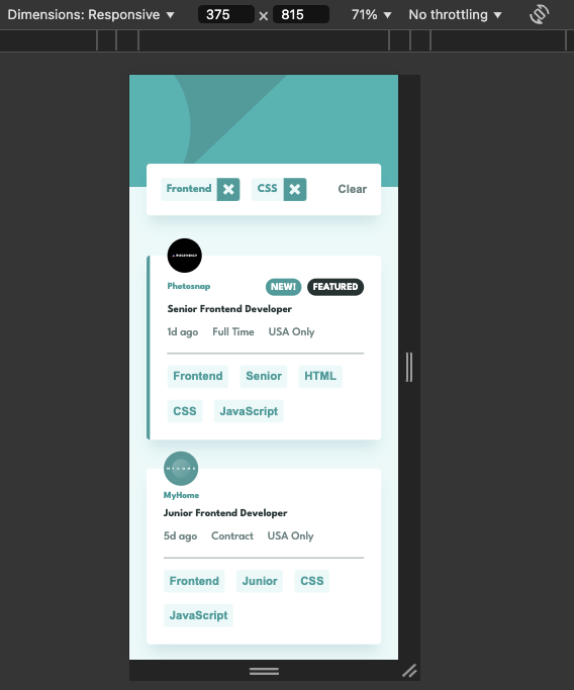 Dimensions: Responsive ▼ 375 × 815 71% ▼ No throttling ▼
Frontend CSS Clear
PHOTOSNAP
Photosnap NEW! FEATURED
Senior Frontend Developer
1d ago Full Time USA Only
Frontend Senior HTML
CSS JavaScript
MYHOME
MyHome
Junior Frontend Developer
5d ago Contract USA Only
Frontend Junior CSS
JavaScript